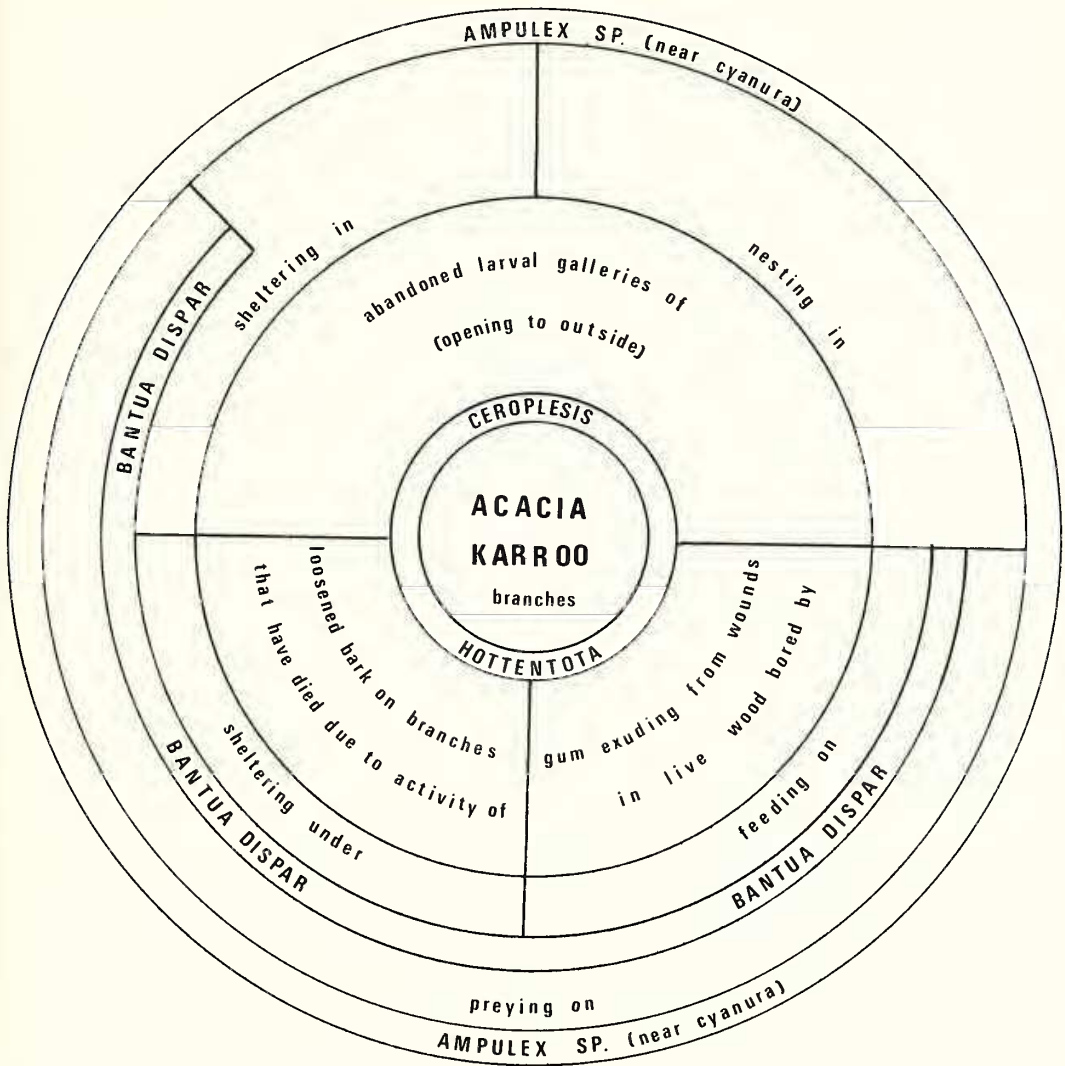 AMPULEX SP. (near cyanura)
sheltering in
nesting in
abandoned larval galleries of
(opening to outside)
BANTUA DISPAR
CEROPLESIS
ACACIA
KARROO
branches
HOTTENTOTA
loosened bark on branches
that have died due to activity of
gum exuding from wounds
in live wood bored by
sheltering under
feeding on
BANTUA DISPAR
BANTUA DISPAR
preying on
AMPULEX SP. (near cyanura)